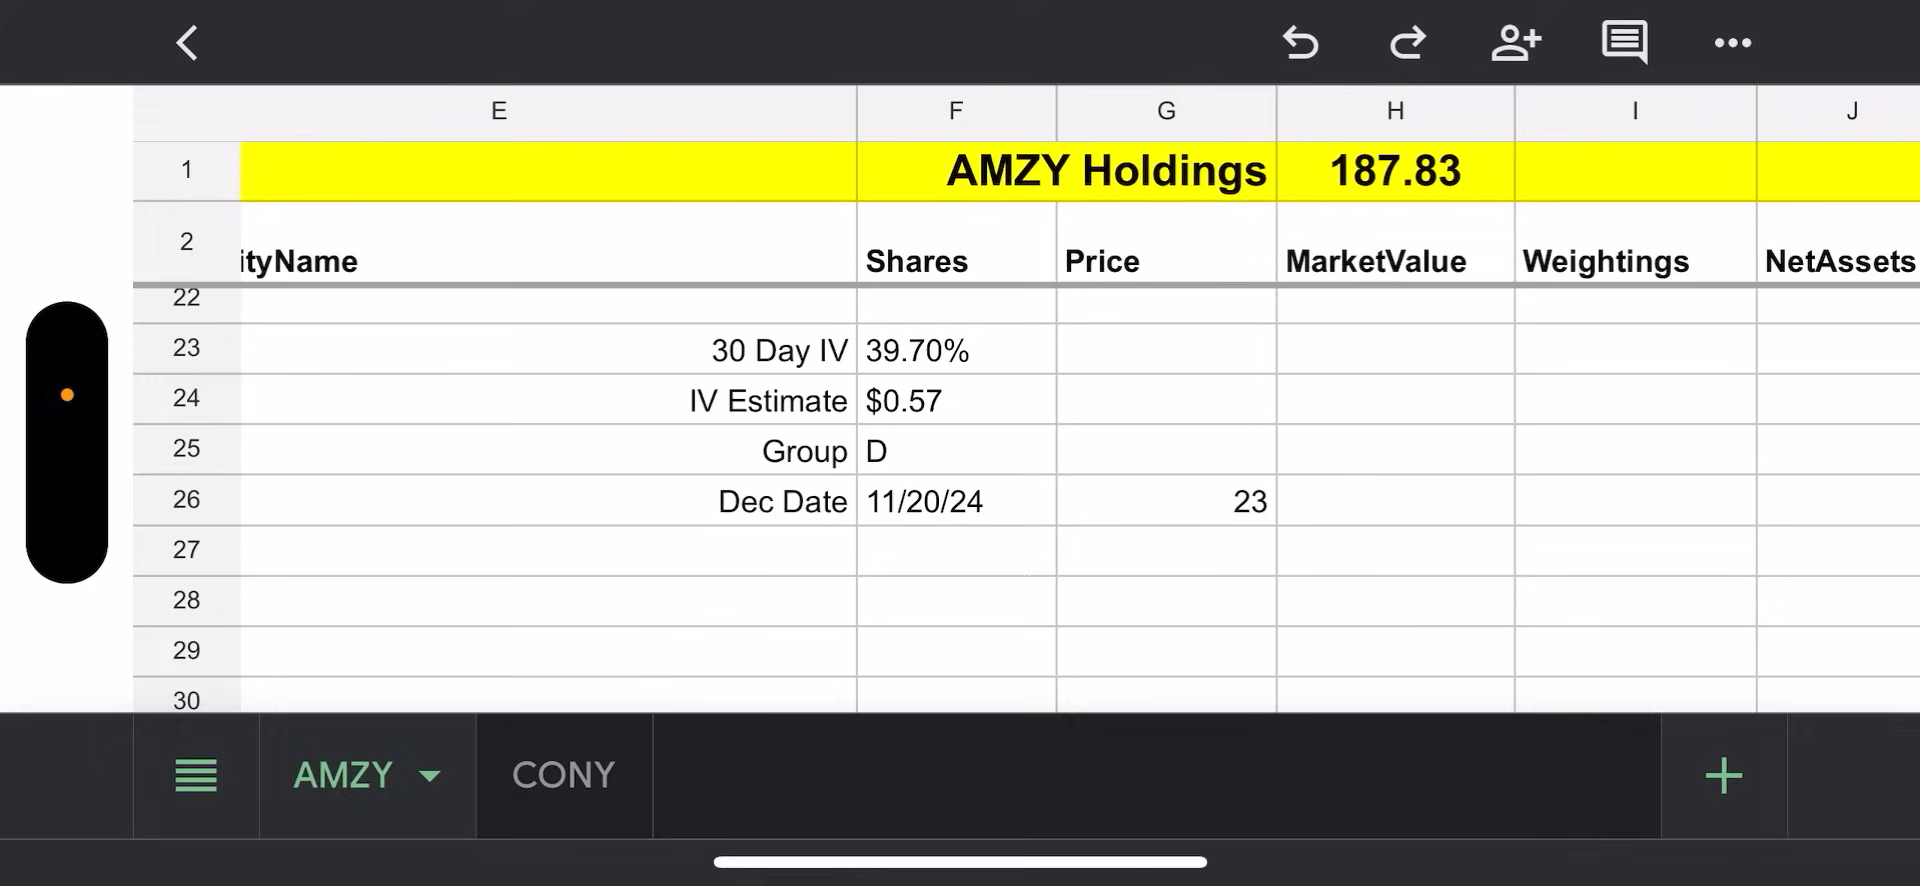 E F G H I J
1 AMZY Holdings 187.83
2 ityName Shares Price MarketValue Weightings NetAssets
22
23 30 Day IV 39.70%
24 IV Estimate $0.57
25 Group D
26 Dec Date 11/20/24 23
27
28
29
30
AMZY CONY